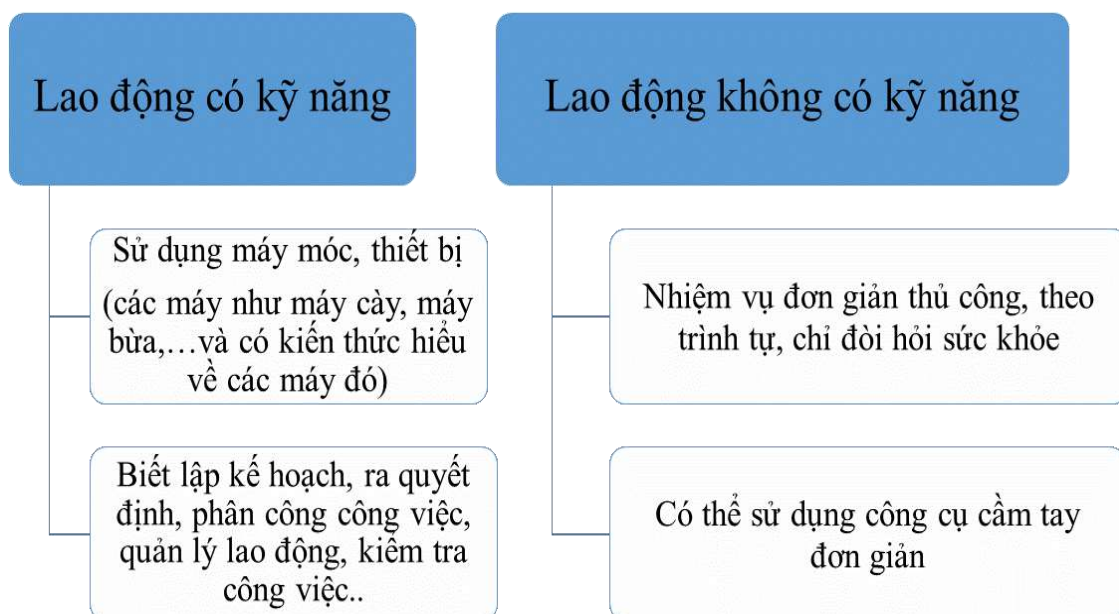 Lao động có kỹ năng
Sử dụng máy móc, thiết bị
(các máy như máy cày, máy
bừa,…và có kiến thức hiểu
về các máy đó)
Biết lập kế hoạch, ra quyết
định, phân công công việc,
quản lý lao động, kiểm tra
công việc..
Lao động không có kỹ năng
Nhiệm vụ đơn giản thủ công, theo
trình tự, chỉ đòi hỏi sức khỏe
Có thể sử dụng công cụ cầm tay
đơn giản